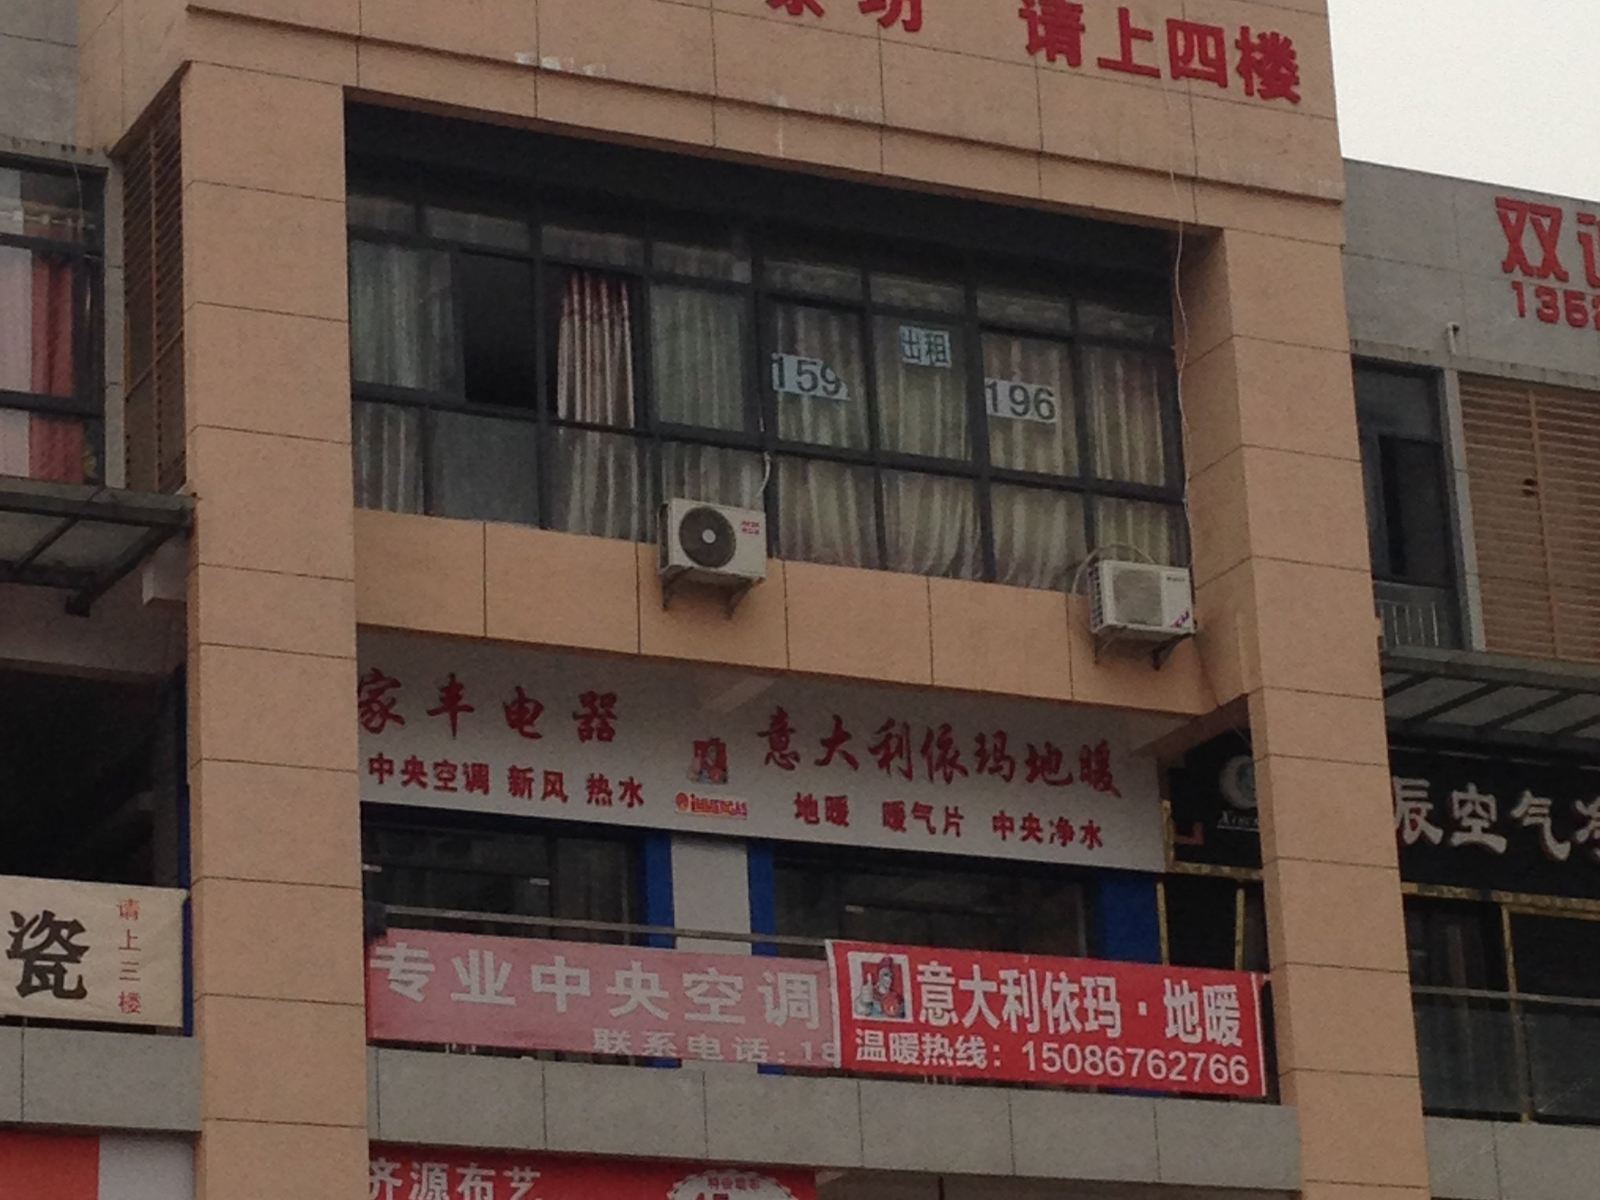 请上四楼
双
135
出租
159
196
家丰电器
意大利依玛地暖
中央空调 新风 热水
IMMERGAS
地暖 暖气片 中央净水
辰空气净
瓷
请上三楼
专业中央空调
联系电话:18
意大利依玛·地暖
温暖热线：15086762766
济源布艺